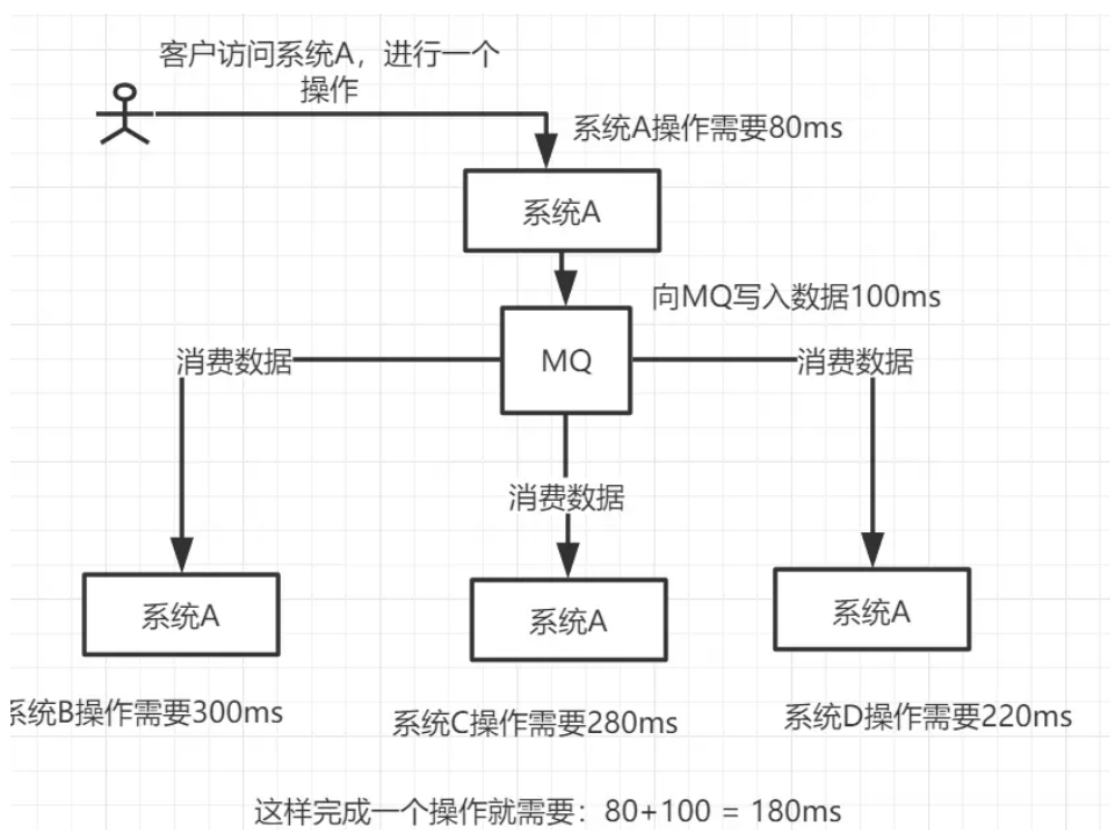 客户访问系统A，进行一个
操作
系统A操作需要80ms
系统A
向MQ写入数据100ms
MQ
消费数据
消费数据
消费数据
系统A
系统A
系统A
系统B操作需要300ms
系统C操作需要280ms
系统D操作需要220ms
这样完成一个操作就需要：80+100 = 180ms